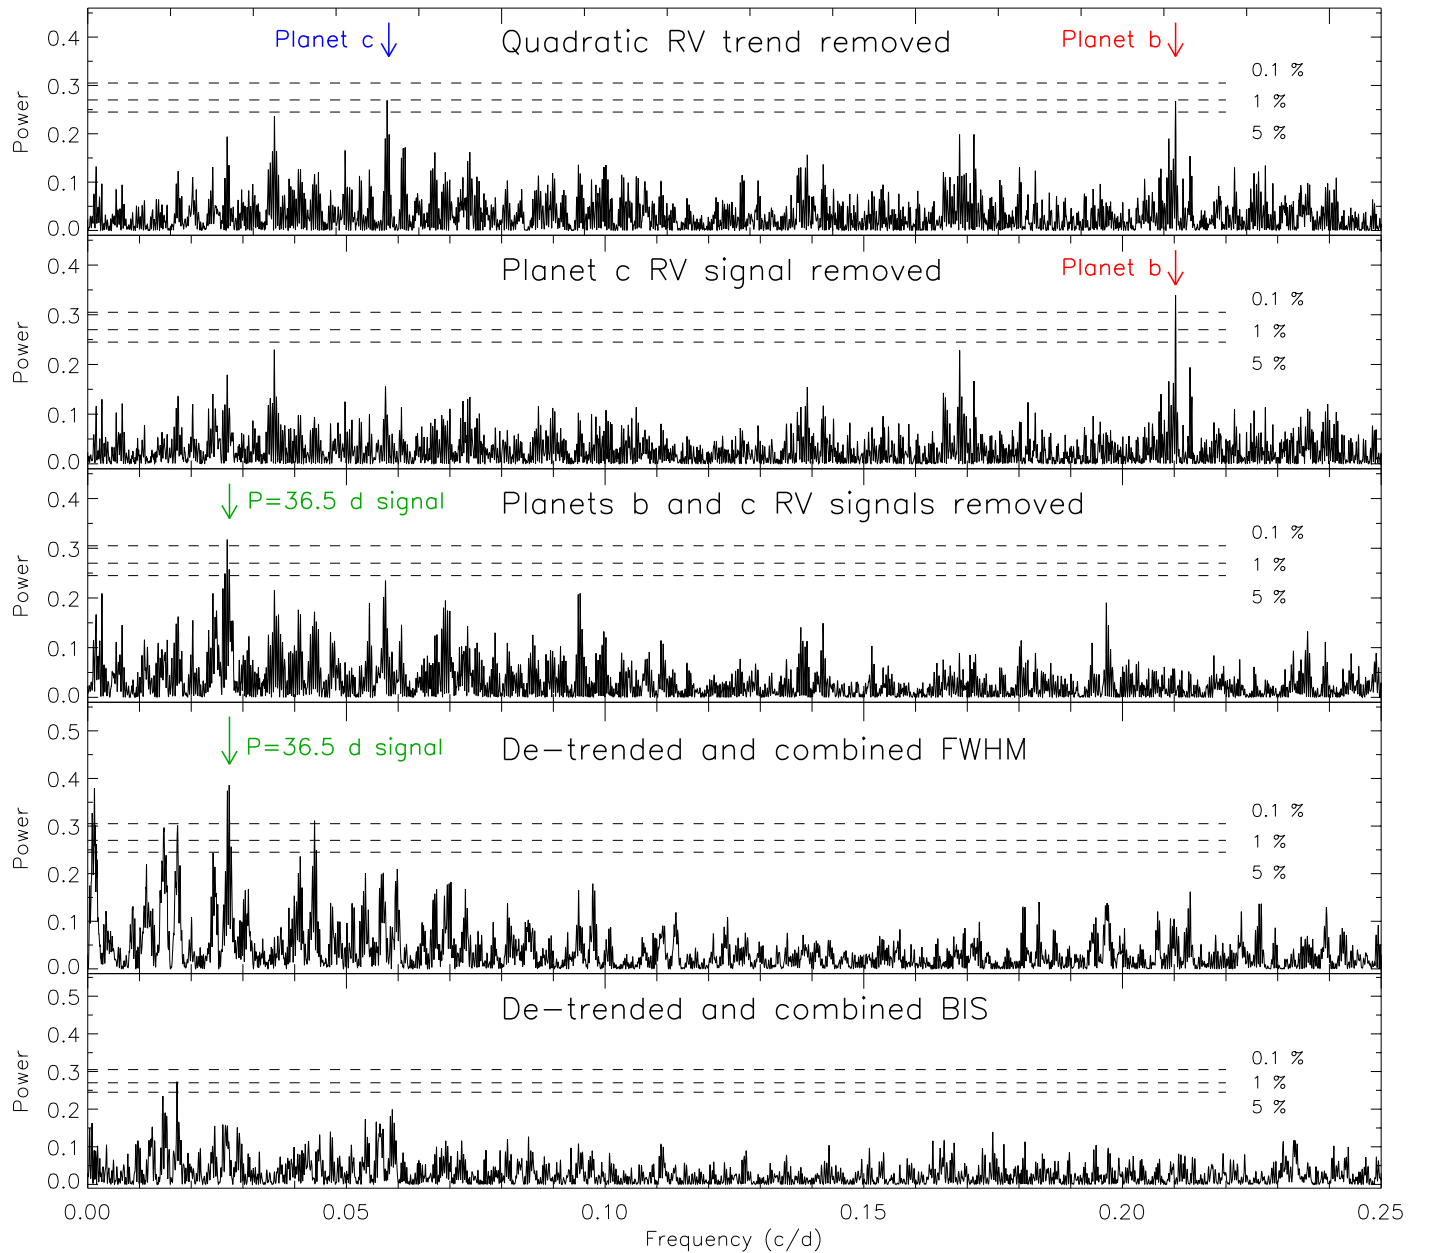 Planet c
Quadratic RV trend removed
Planet b
0.4
0.3
0.2
0.1
0.0
Power
0.1 %
1 %
5 %
Planet c RV signal removed
Planet b
0.4
0.3
0.2
0.1
0.0
Power
0.1 %
1 %
5 %
P=36.5 d signal
Planets b and c RV signals removed
0.4
0.3
0.2
0.1
0.0
Power
0.1 %
1 %
5 %
P=36.5 d signal
De-trended and combined FWHM
0.5
0.4
0.3
0.2
0.1
0.0
Power
0.1 %
1 %
5 %
De-trended and combined BIS
0.5
0.4
0.3
0.2
0.1
0.0
Power
0.1 %
1 %
5 %
0.00 0.05 0.10 0.15 0.20 0.25
Frequency (c/d)